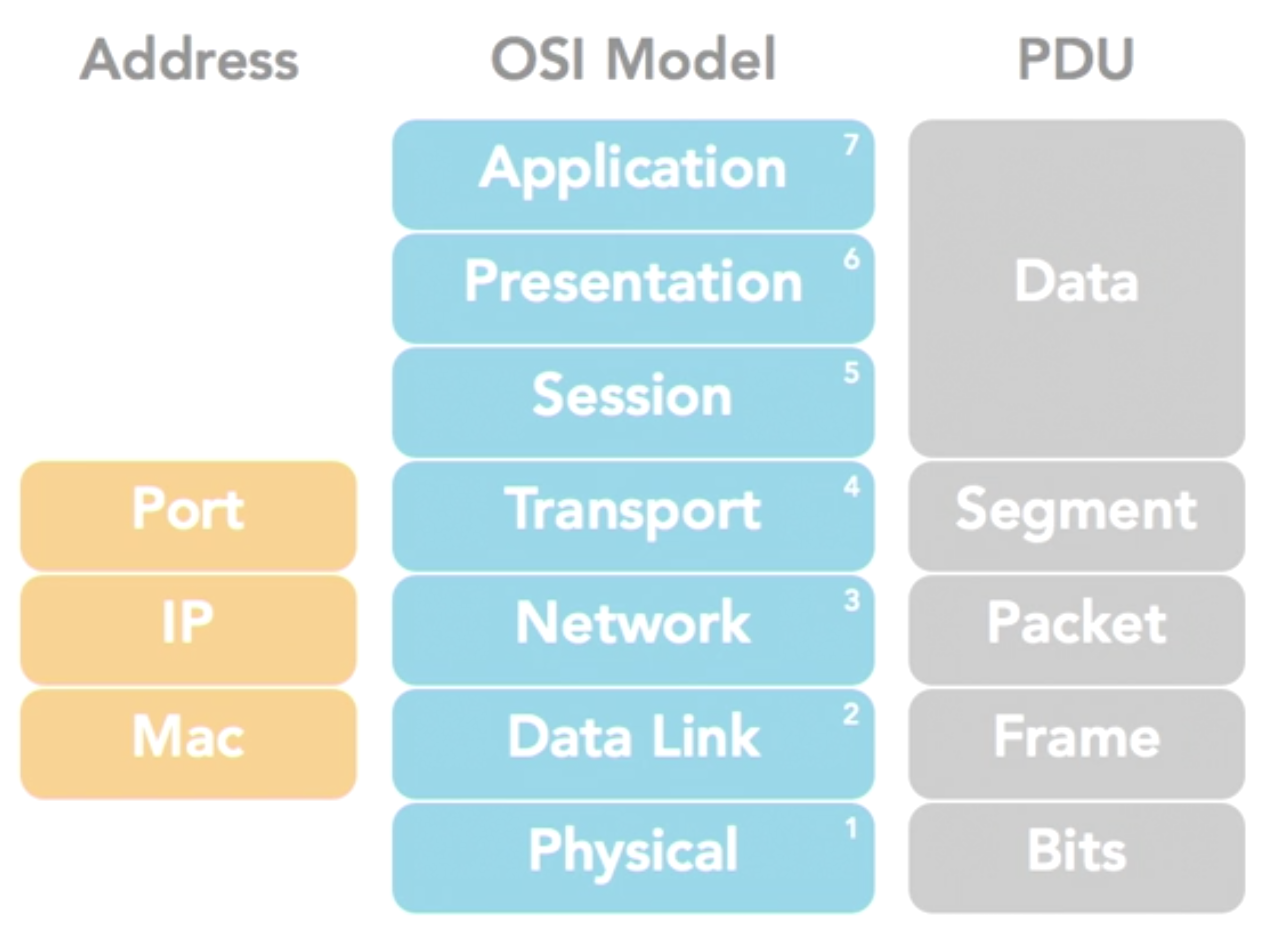 Address OSI Model PDU
Application 7
Presentation 6
Data
Session 5
Port Transport 4 Segment
IP Network 3 Packet
Mac Data Link 2 Frame
Physical 1 Bits